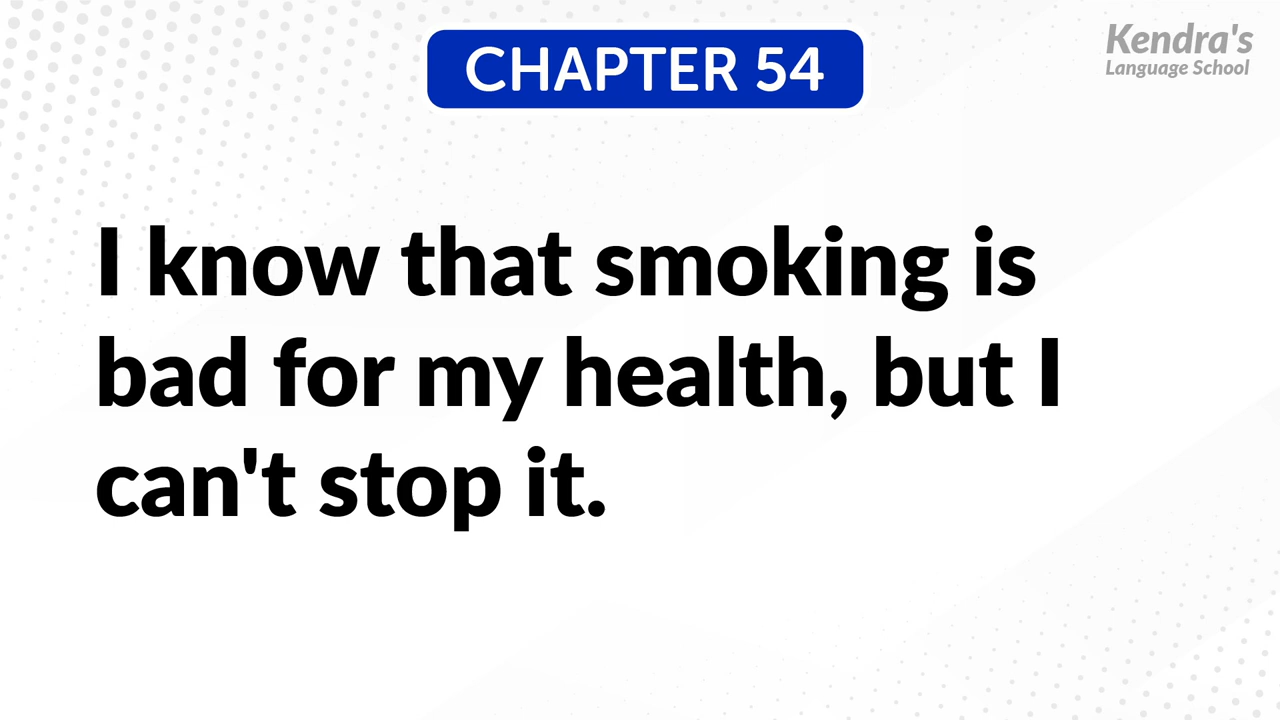 CHAPTER 54
Kendra's
Language School
I know that smoking is
bad for my health, but I
can't stop it.